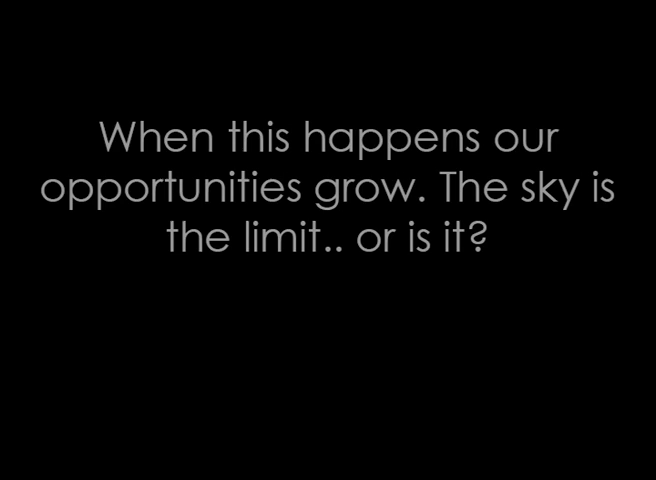 When this happens our
opportunities grow. The sky is
the limit.. or is it?